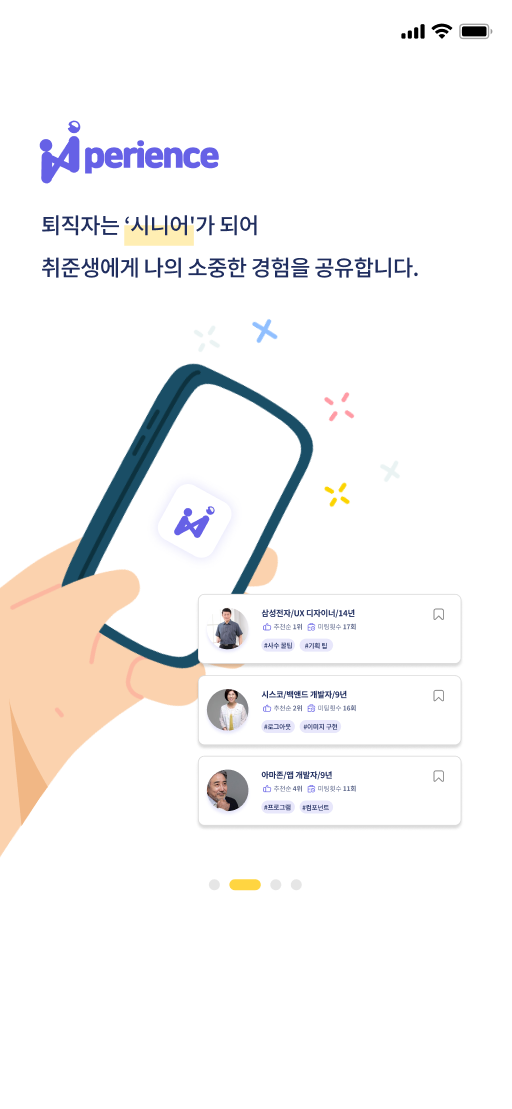 perience
퇴직자는 ‘시니어'가 되어
취준생에게 나의 소중한 경험을 공유합니다.
삼성전자/UX 디자이너/14년
추천순 1위 미팅횟수 17회
#사수 꿀팁 #기획 팁
시스코/백앤드 개발자/9년
추천순 2위 미팅횟수 16회
#로그아웃 #이미지 구현
아마존/앱 개발자/9년
추천순 4위 미팅횟수 11회
#프로그램 #컴포넌트